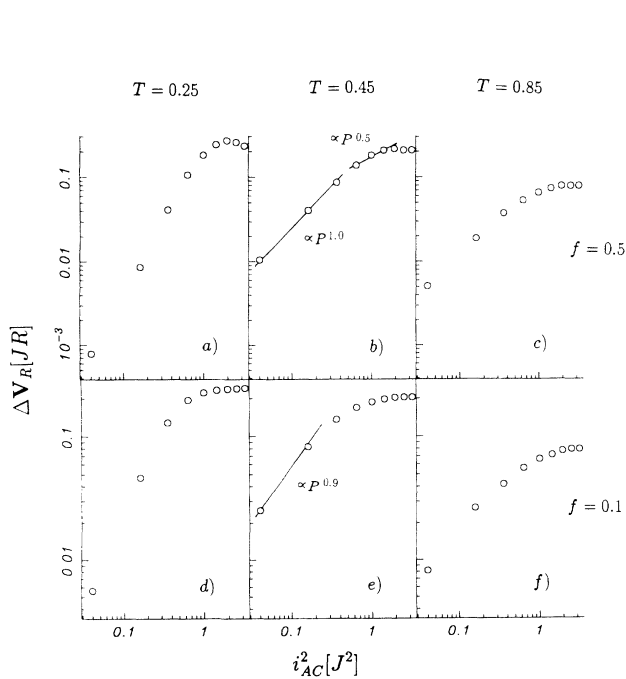 T = 0.25
T = 0.45
T = 0.85
∝P^0.5
∝P^1.0
0.1
0.01
10^-3
a)
b)
c)
f = 0.5
ΔV_R[JR]
∝P^0.9
0.1
0 01
d)
e)
f)
f = 0.1
0.1 1 0.1 1 0.1 1
i^2_AC[J^2]